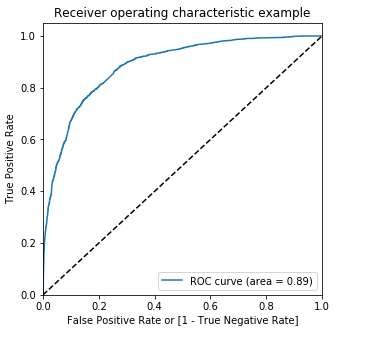 Receiver operating characteristic example
1.0
0.8
0.6
0.4
0.2
0.0
True Positive Rate
ROC curve (area = 0.89)
0.0 0.2 0.4 0.6 0.8 1.0
False Positive Rate or [1 - True Negative Rate]